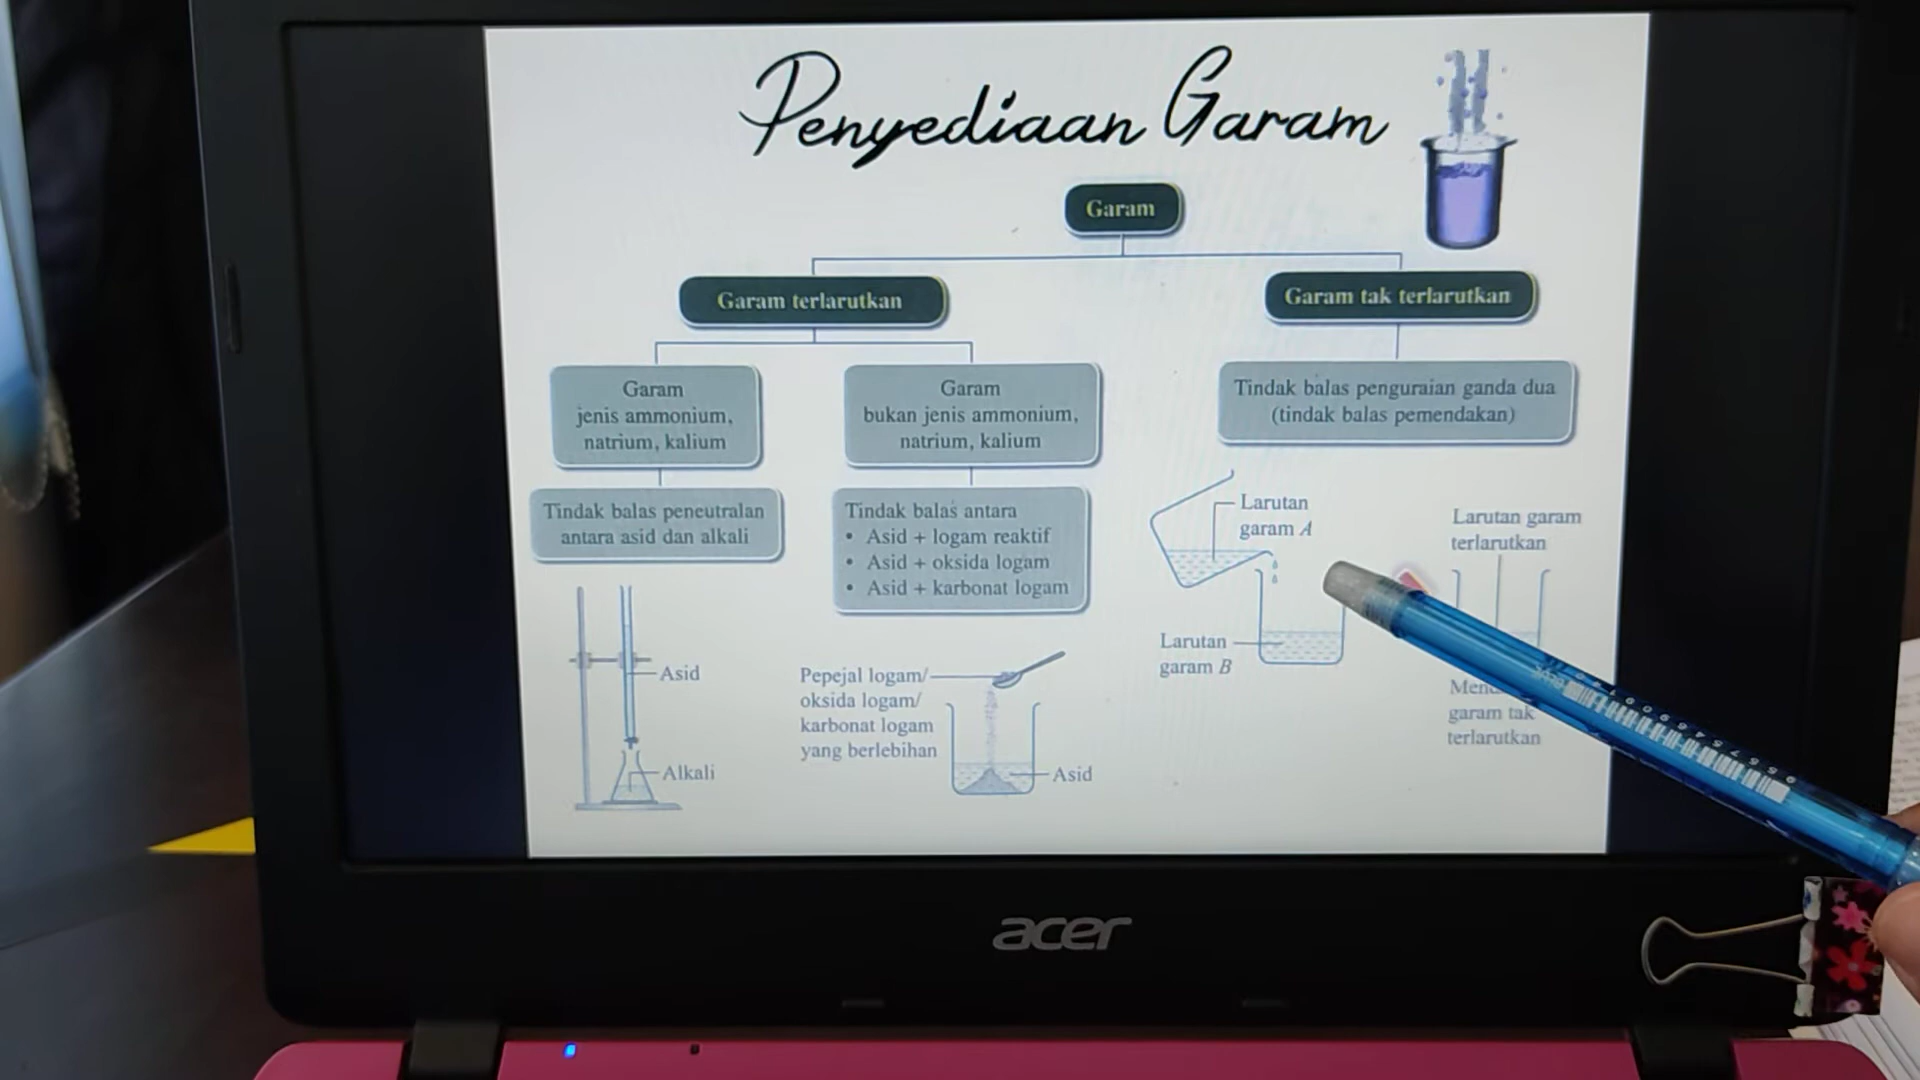 Penyediaan Garam
Garam
Garam terlarutkan
Garam tak terlarutkan
Garam
jenis ammonium,
natrium, kalium
Garam
bukan jenis ammonium,
natrium, kalium
Tindak balas penguraian ganda dua
(tindak balas pemendakan)
Tindak balas peneutralan
antara asid dan alkali
Tindak balas antara
• Asid + logam reaktif
• Asid + oksida logam
• Asid + karbonat logam
Asid
Alkali
Pepejal logam/
oksida logam/
karbonat logam
yang berlebihan
Asid
Larutan
garam A
Larutan
garam B
Larutan garam
terlarutkan
garam tak
terlarutkan
acer